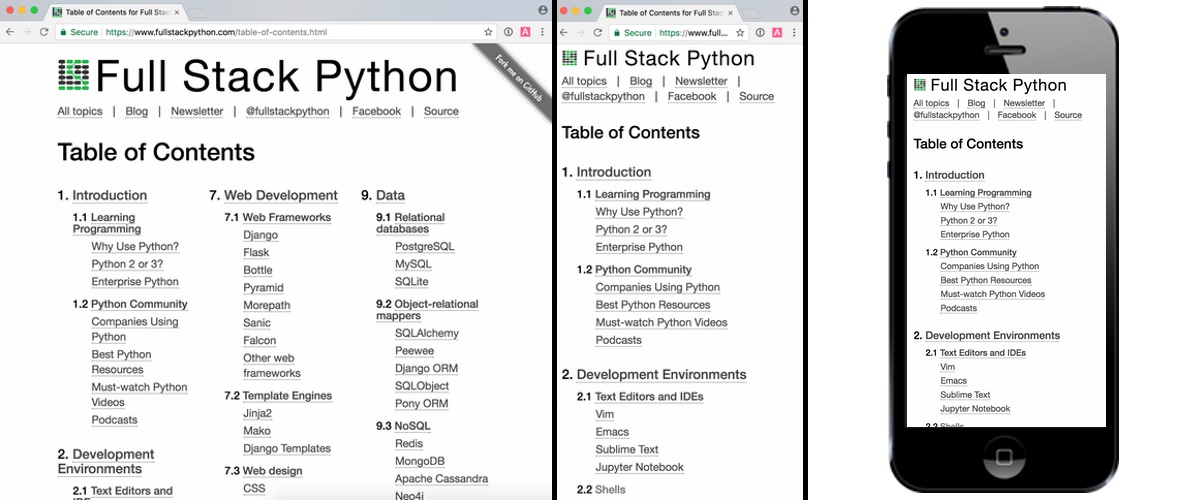 Table of Contents for Full Stac
Secure https://www.fullstackpython.com/table-of-contents.html
Fork me on GitHub
Full Stack Python
All topics | Blog | Newsletter | @fullstackpython | Facebook | Source
Table of Contents
1. Introduction
1.1 Learning
Programming
Why Use Python?
Python 2 or 3?
Enterprise Python
1.2 Python Community
Companies Using
Python
Best Python
Resources
Must-watch Python
Videos
Podcasts
2. Development
Environments
2.1 Text Editors and
IDEs
7. Web Development
7.1 Web Frameworks
Django
Flask
Bottle
Pyramid
Morepath
Sanic
Falcon
Other web
frameworks
7.2 Template Engines
Jinja2
Mako
Django Templates
7.3 Web design
CSS
9. Data
9.1 Relational
databases
PostgreSQL
MySQL
SQLite
9.2 Object-relational
mappers
SQLAlchemy
Peewee
Django ORM
SQLObject
Pony ORM
9.3 NoSQL
Redis
MongoDB
Apache Cassandra
Neo4j
Table of Contents for Full Stac
Secure https://www.full...
Full Stack Python
All topics | Blog | Newsletter |
@fullstackpython | Facebook | Source
Table of Contents
1. Introduction
1.1 Learning Programming
Why Use Python?
Python 2 or 3?
Enterprise Python
1.2 Python Community
Companies Using Python
Best Python Resources
Must-watch Python Videos
Podcasts
2. Development Environments
2.1 Text Editors and IDEs
Vim
Emacs
Sublime Text
Jupyter Notebook
2.2 Shells
Full Stack Python
All topics | Blog | Newsletter |
@fullstackpython | Facebook | Source
Table of Contents
1. Introduction
1.1 Learning Programming
Why Use Python?
Python 2 or 3?
Enterprise Python
1.2 Python Community
Companies Using Python
Best Python Resources
Must-watch Python Videos
Podcasts
2. Development Environments
2.1 Text Editors and IDEs
Vim
Emacs
Sublime Text
Jupyter Notebook
2.2 Shells